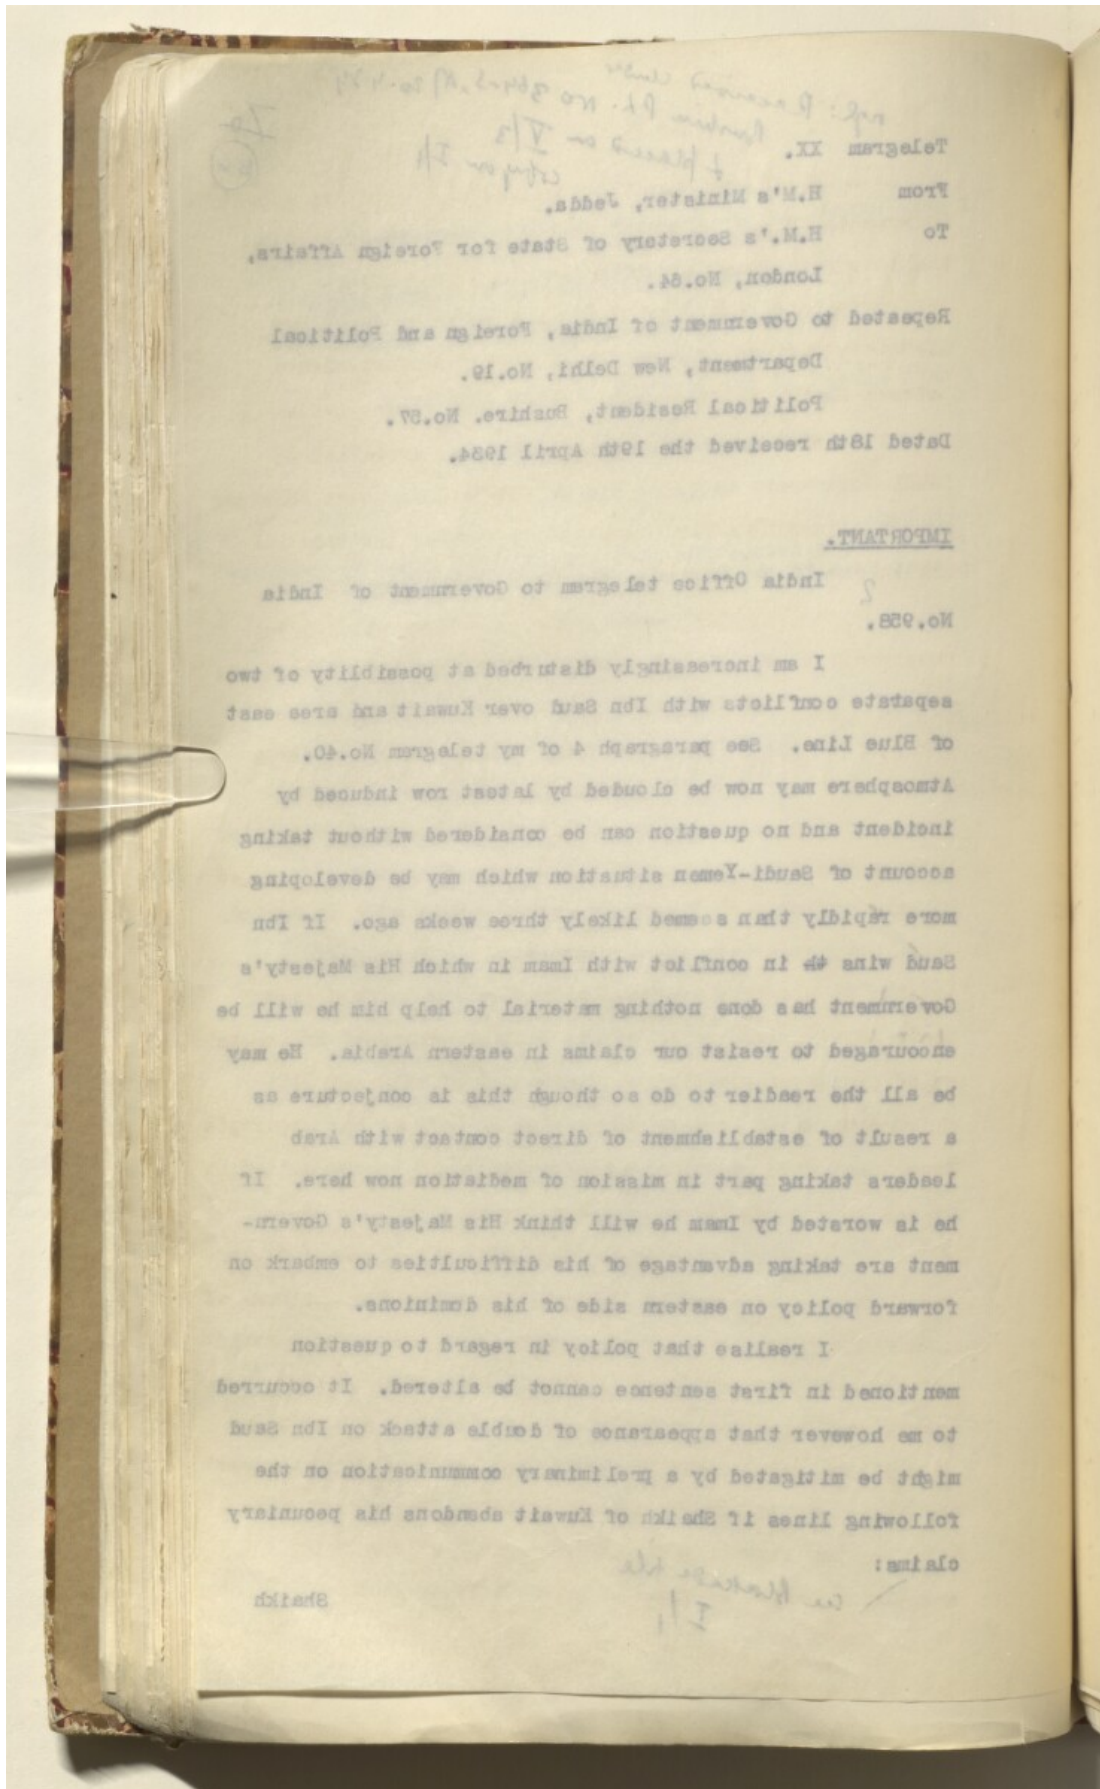 Telegram XX.
From H.M's Minister, Jedda.
To H.M.'s Secretary of State for Foreign Affairs,
London, No.64.
Repeated to Government of India, Foreign and Political
Department, New Delhi, No.19.
Political Resident, Bushire. No.57.
Dated 18th received the 19th April 1934.
IMPORTANT.
India Office telegram to Government of India
No.958.
I am increasingly disturbed at possiblity of two
separate conflicts with Ibn Saud over Kuwait and area east
of Blue Line. See paragraph 4 of my telegram No.40.
Atmosphere may now be clouded by latest row induced by
incident and no question can be considered without taking
account of Saudi-Yemen situation which may be developing
more rapidly than seemed likely three weeks ago. If Ibn
Saud wins th in conflict with Imam in which His Majesty's
Government has done nothing material to help him he will be
encouraged to resist our claims in eastern Arabia. He may
be all the readier to do so though this is conjecture as
a result of establishment of direct contact with Arab
leaders taking part in mission of mediation now here. If
he is worsted by Imam he will think His Majesty's Govern-
ment are taking advantage of his difficulties to embark on
forward policy on eastern side of his dominions.
I realise that policy in regard to question
mentioned in first sentence cannot be altered. It occurred
to me however that appearance of double attack on Ibn Saud
might be mitigated by a preliminary communication on the
following lines if Shaikh of Kuwait abandons his pecuniary
claims:
Shaikh